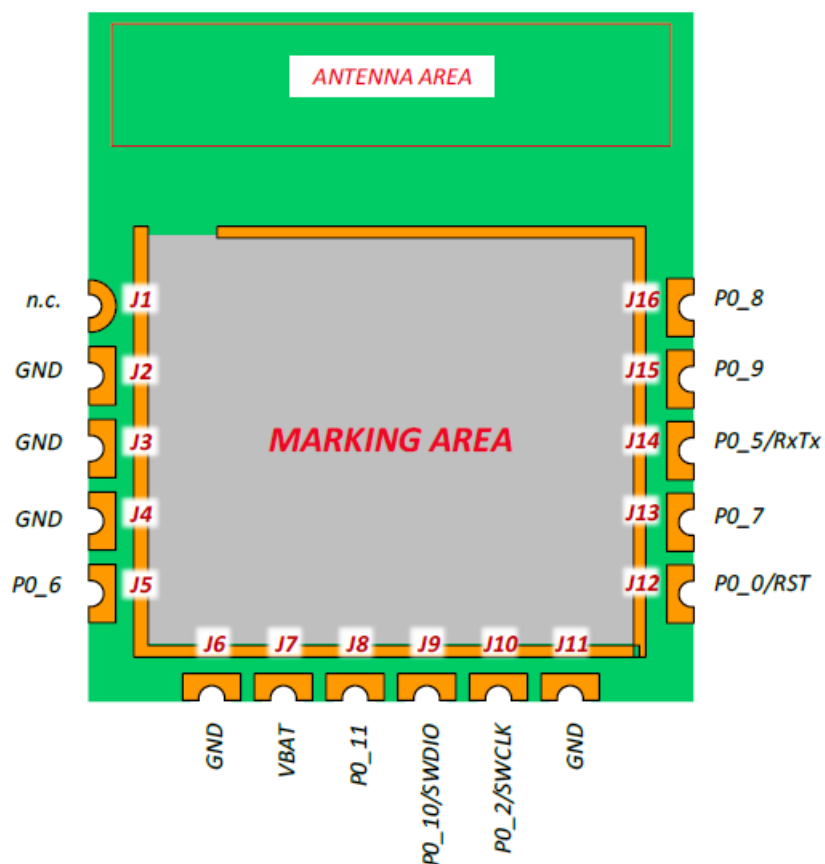 ANTENNA AREA
n.c. J1 J16 P0_8
GND J2 J15 P0_9
GND J3 MARKING AREA J14 P0_5/RxTx
GND J4 J13 P0_7
P0_6 J5 J12 P0_0/RST
J6 J7 J8 J9 J10 J11
GND
VBAT
P0_11
P0_10/SWDIO
P0_2/SWCLK
GND